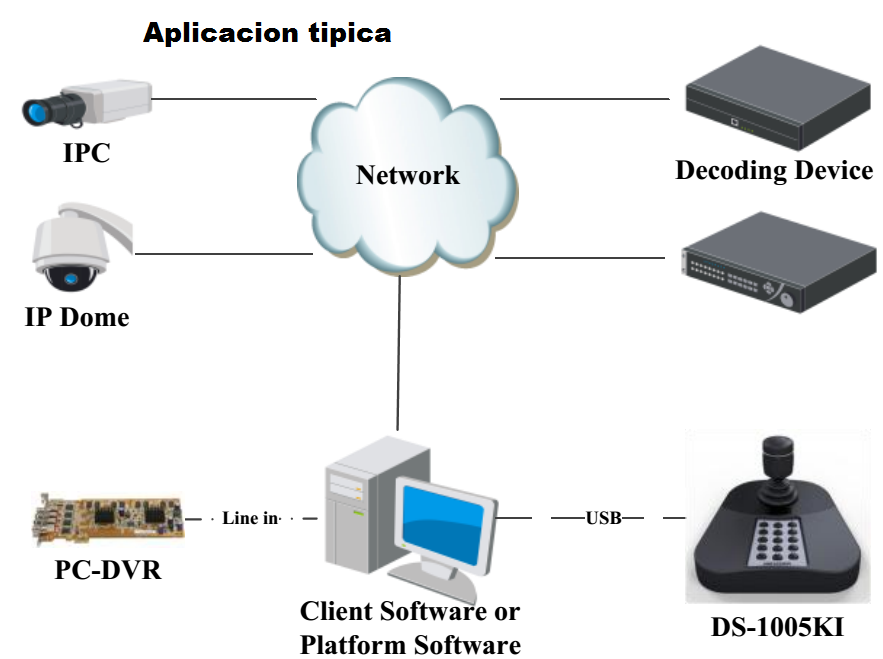 Aplicacion tipica
IPC
Network
Decoding Device
IP Dome
Line in
USB
PC-DVR
Client Software or
Platform Software
DS-1005KI